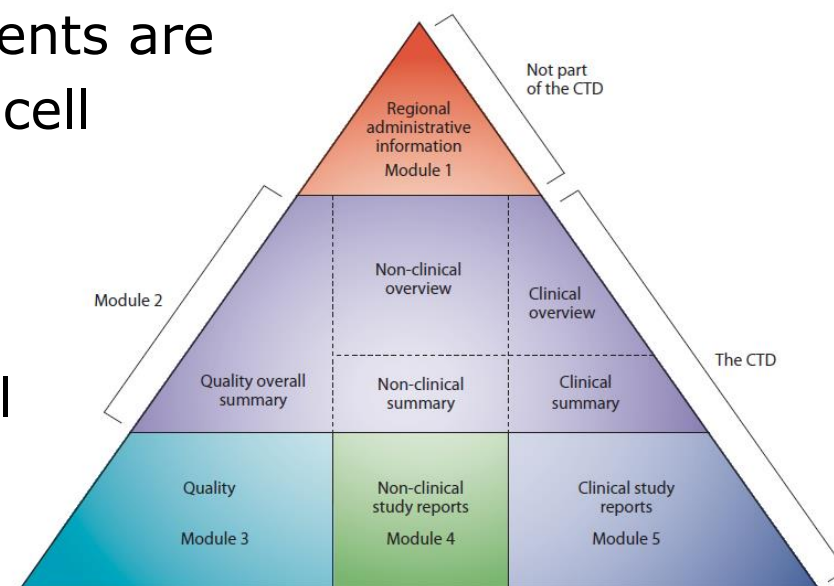 ents are
cell
l
Not part
of the CTD
Regional
administrative
information
Module 1
Module 2
Non-clinical
overview
Clinical
overview
The CTD
Quality overall
summary
Non-clinical
summary
Clinical
summary
Quality
Module 3
Non-clinical
study reports
Module 4
Clinical study
reports
Module 5